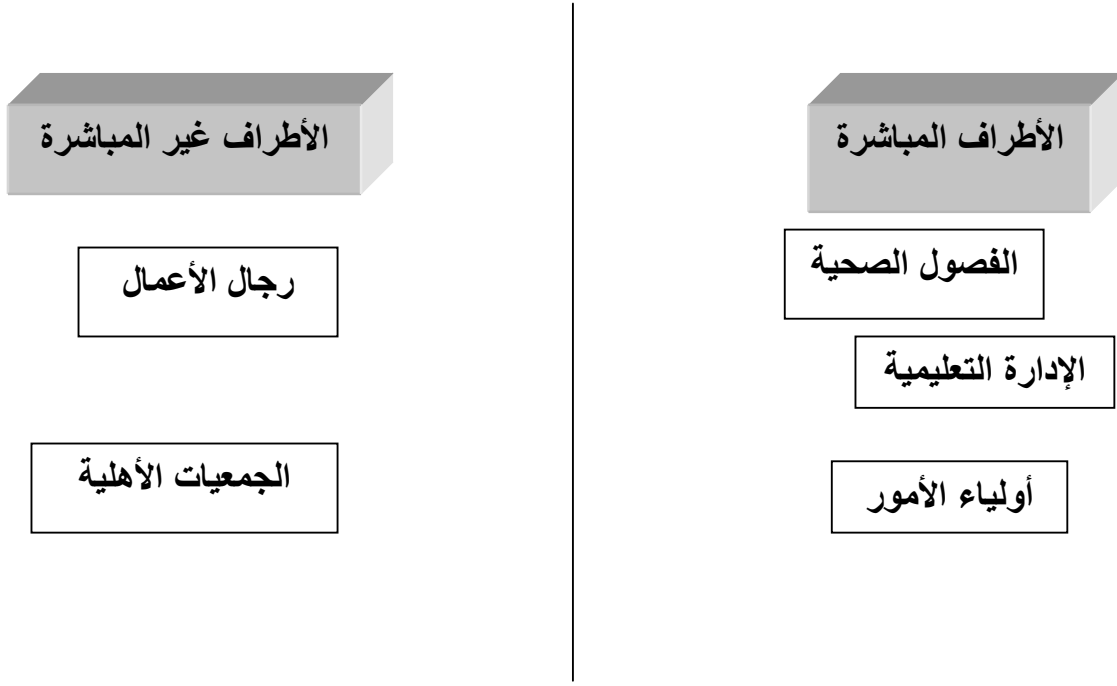 الأطراف المباشرة
الفصول الصحية
الإدارة التعليمية
أولياء الأمور
الأطراف غير المباشرة
رجال الأعمال
الجمعيات الأهلية